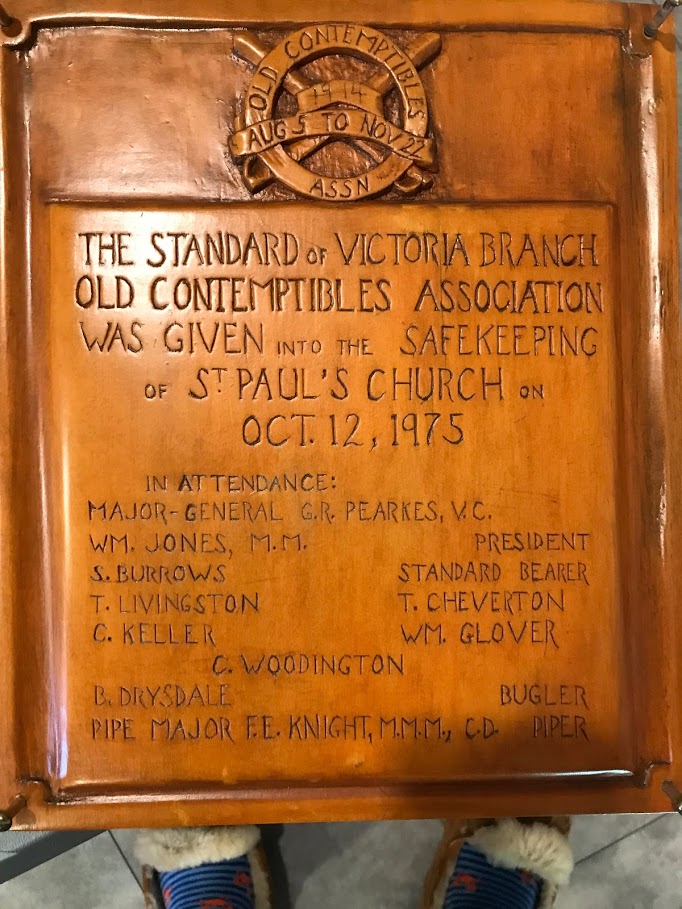 OLD CONTEMPTIBLES
1914
AUG 5 TO NOV 22
ASSN
THE STANDARD OF VICTORIA BRANCH
OLD CONTEMPTIBLES ASSOCIATION
WAS GIVEN INTO THE SAFEKEEPING
OF ST PAUL'S CHURCH ON
OCT. 12, 1975
IN ATTENDANCE:
MAJOR-GENERAL G.R. PEARKES, V.C.
WM. JONES, M.M. PRESIDENT
S. BURROWS STANDARD BEARER
T. LIVINGSTON T. CHEVERTON
C. KELLER WM. GLOVER
C. WOODINGTON
B. DRYSDALE BUGLER
PIPE MAJOR F.E. KNIGHT, M.M.M., C.D. PIPER